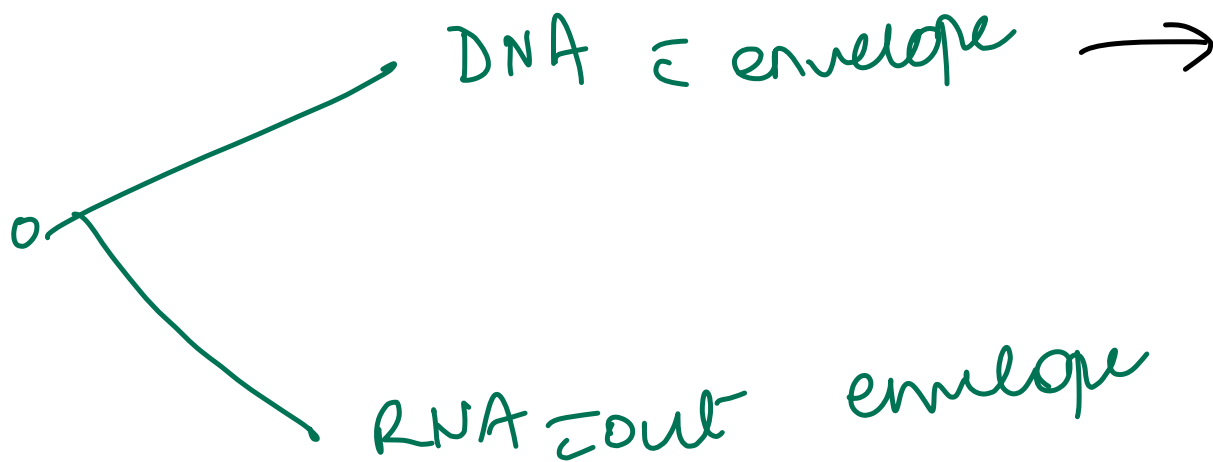 DNA c̄ envelope →
O
RNA c̄out envelope